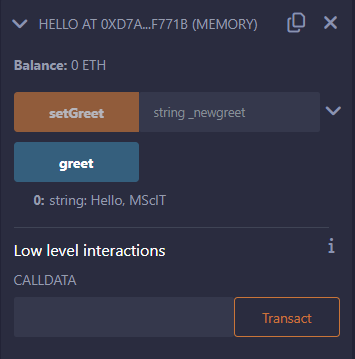 HELLO AT 0XD7A...F771B (MEMORY)
Balance: 0 ETH
setGreet string _newgreet
greet
0: string: Hello, MScIT
Low level interactions i
CALLDATA
Transact